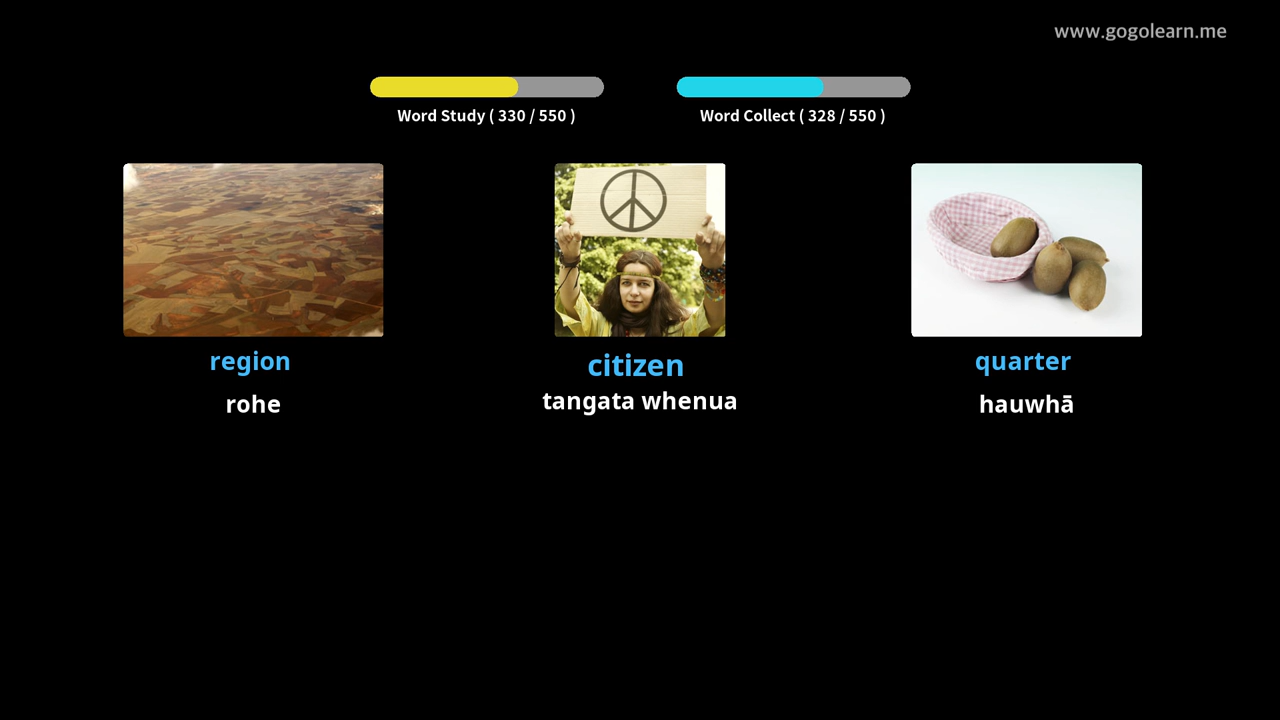 www.gogolearn.me
Word Study ( 330 / 550 )
Word Collect ( 328 / 550 )
region
citizen
quarter
rohe
tangata whenua
hauwhā